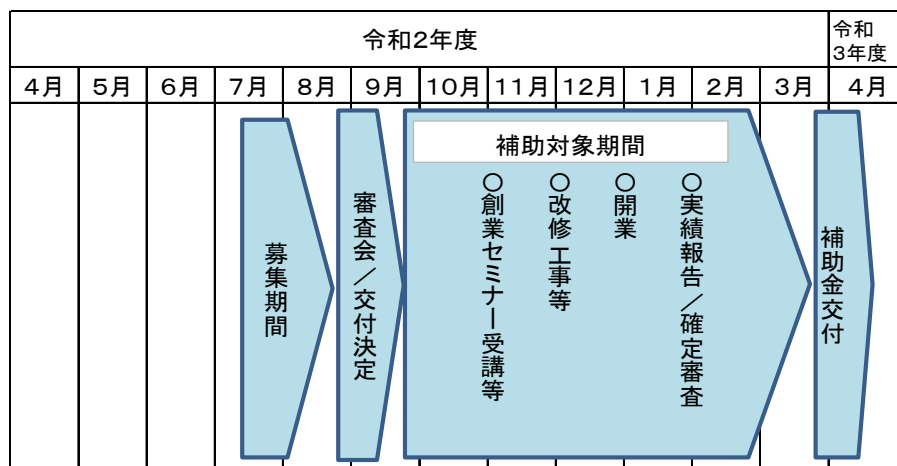 令和2年度
令和
3年度
4月 5月 6月 7月 8月 9月 10月 11月 12月 1月 2月 3月 4月
募集期間
審査会／交付決定
補助対象期間
○創業セミナー受講等
○改修工事等
○開業
○実績報告／確定審査
補助金交付